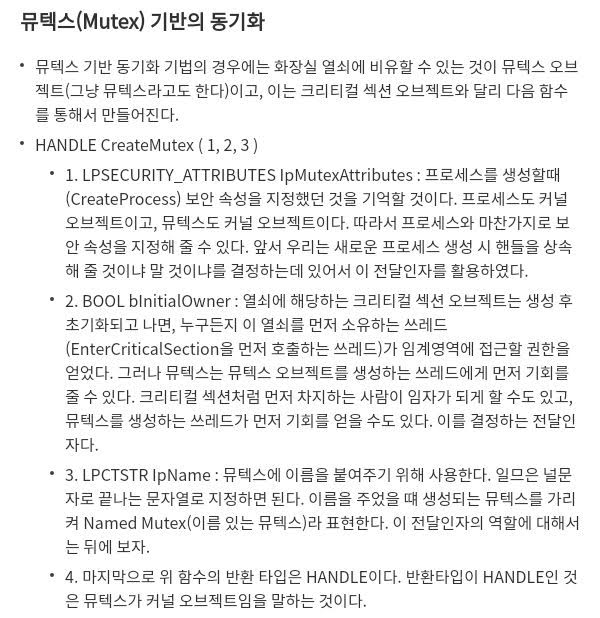 뮤텍스(Mutex) 기반의 동기화
• 뮤텍스 기반 동기화 기법의 경우에는 화장실 열쇠에 비유할 수 있는 것이 뮤텍스 오브
젝트(그냥 뮤텍스라고도 한다)이고, 이는 크리티컬 섹션 오브젝트와 달리 다음 함수
를 통해서 만들어진다.
• HANDLE CreateMutex ( 1, 2, 3 )
• 1. LPSECURITY_ATTRIBUTES lpMutexAttributes : 프로세스를 생성할때
(CreateProcess) 보안 속성을 지정했던 것을 기억할 것이다. 프로세스도 커널
오브젝트이고, 뮤텍스도 커널 오브젝트이다. 따라서 프로세스와 마찬가지로 보
안 속성을 지정해 줄 수 있다. 앞서 우리는 새로운 프로세스 생성 시 핸들을 상속
해 줄 것이냐 말 것이냐를 결정하는데 있어서 이 전달인자를 활용하였다.
• 2. BOOL bInitialOwner : 열쇠에 해당하는 크리티컬 섹션 오브젝트는 생성 후
초기화되고 나면, 누구든지 이 열쇠를 먼저 소유하는 쓰레드
(EnterCriticalSection을 먼저 호출하는 쓰레드)가 임계영역에 접근할 권한을
얻었다. 그러나 뮤텍스는 뮤텍스 오브젝트를 생성하는 쓰레드에게 먼저 기회를
줄 수 있다. 크리티컬 섹션처럼 먼저 차지하는 사람이 임자가 되게 할 수도 있고,
뮤텍스를 생성하는 쓰레드가 먼저 기회를 얻을 수도 있다. 이를 결정하는 전달인
자다.
• 3. LPCTSTR lpName : 뮤텍스에 이름을 붙여주기 위해 사용한다. 일므은 널문
자로 끝나는 문자열로 지정하면 된다. 이름을 주었을 떄 생성되는 뮤텍스를 가리
켜 Named Mutex(이름 있는 뮤텍스)라 표현한다. 이 전달인자의 역할에 대해서
는 뒤에 보자.
• 4. 마지막으로 위 함수의 반환 타입은 HANDLE이다. 반환타입이 HANDLE인 것
은 뮤텍스가 커널 오브젝트임을 말하는 것이다.